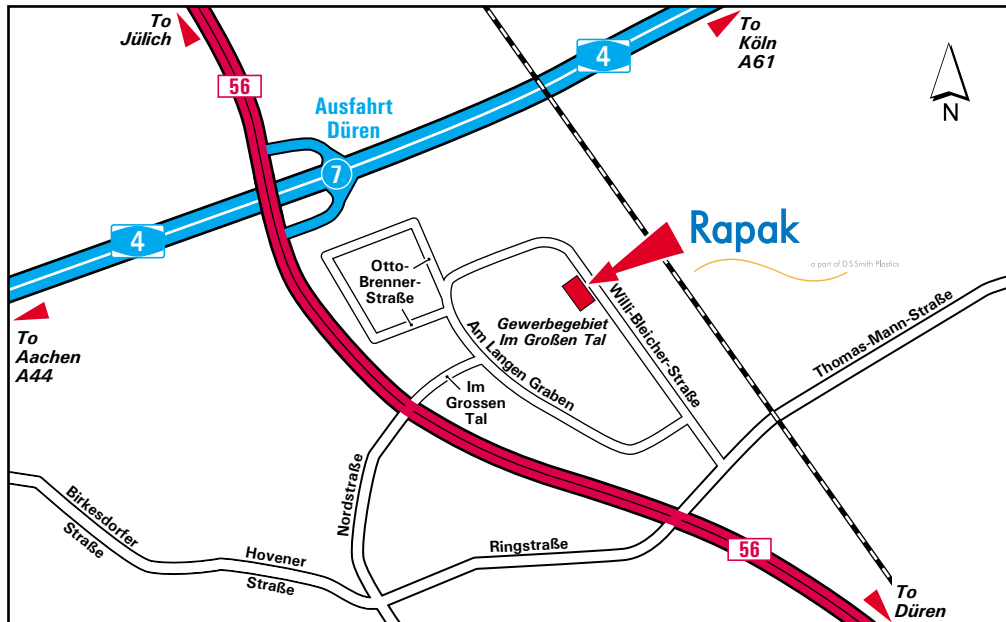 To
Jülich
56
4
To
Köln
A61
N
Ausfahrt
Düren
7
4
To
Aachen
A44
Rapak
a part of DS Smith Plastics
Otto-
Brenner-
Straße
Gewerbegebiet
Im Großen Tal
Willi-Bleicher-Straße
Am Langen Graben
Thomas-Mann-Straße
Im
Grossen
Tal
Nordstraße
Birkesdorfer
Straße
Hovener
Straße
Ringstraße
56
To
Düren